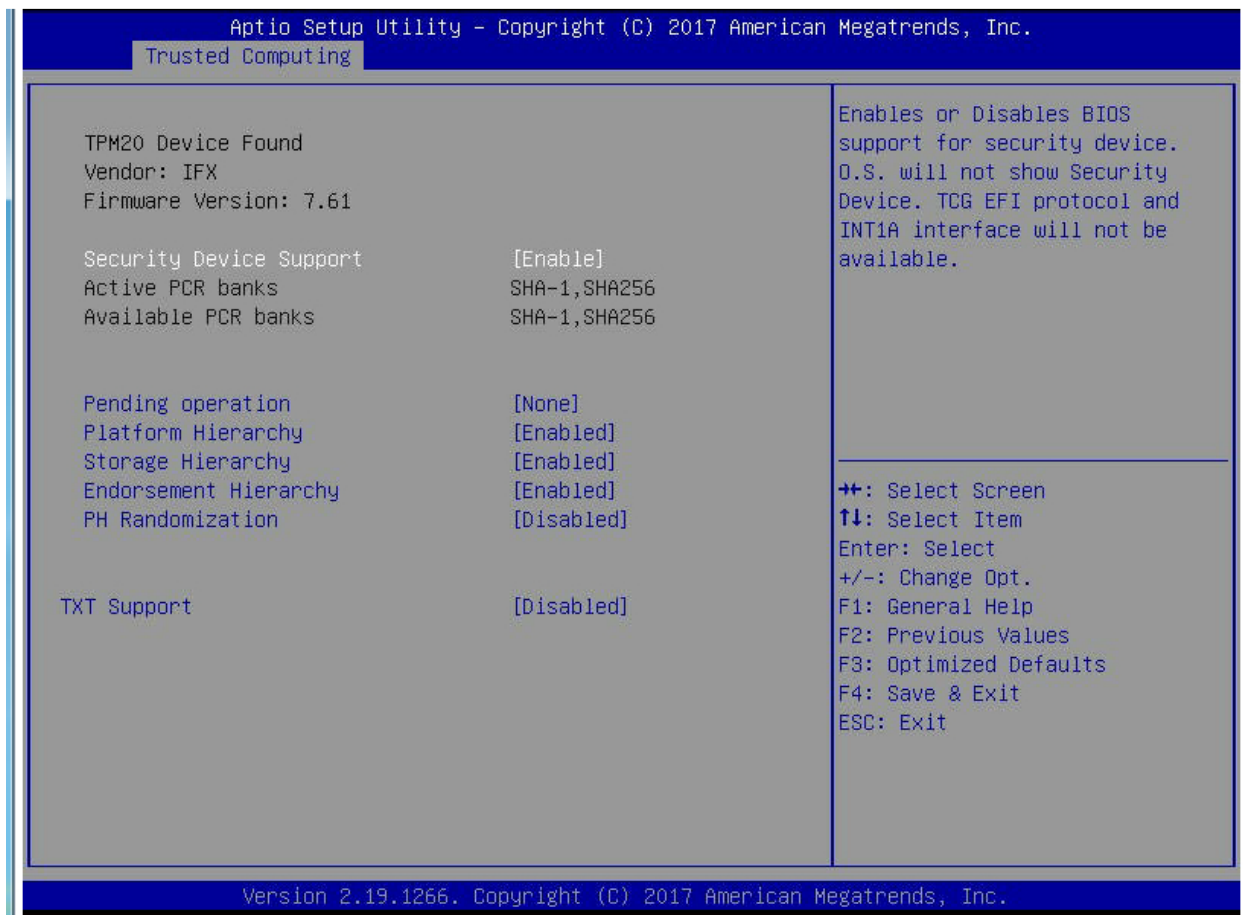 Aptio Setup Utility – Copyright (C) 2017 American Megatrends, Inc.
Trusted Computing
TPM20 Device Found
Vendor: IFX
Firmware Version: 7.61
Security Device Support [Enable]
Active PCR banks SHA-1,SHA256
Available PCR banks SHA-1,SHA256
Pending operation [None]
Platform Hierarchy [Enabled]
Storage Hierarchy [Enabled]
Endorsement Hierarchy [Enabled]
PH Randomization [Disabled]
TXT Support [Disabled]
Enables or Disables BIOS
support for security device.
O.S. will not show Security
Device. TCG EFI protocol and
INT1A interface will not be
available.
→←: Select Screen
↑↓: Select Item
Enter: Select
+/-: Change Opt.
F1: General Help
F2: Previous Values
F3: Optimized Defaults
F4: Save & Exit
ESC: Exit
Version 2.19.1266. Copyright (C) 2017 American Megatrends, Inc.